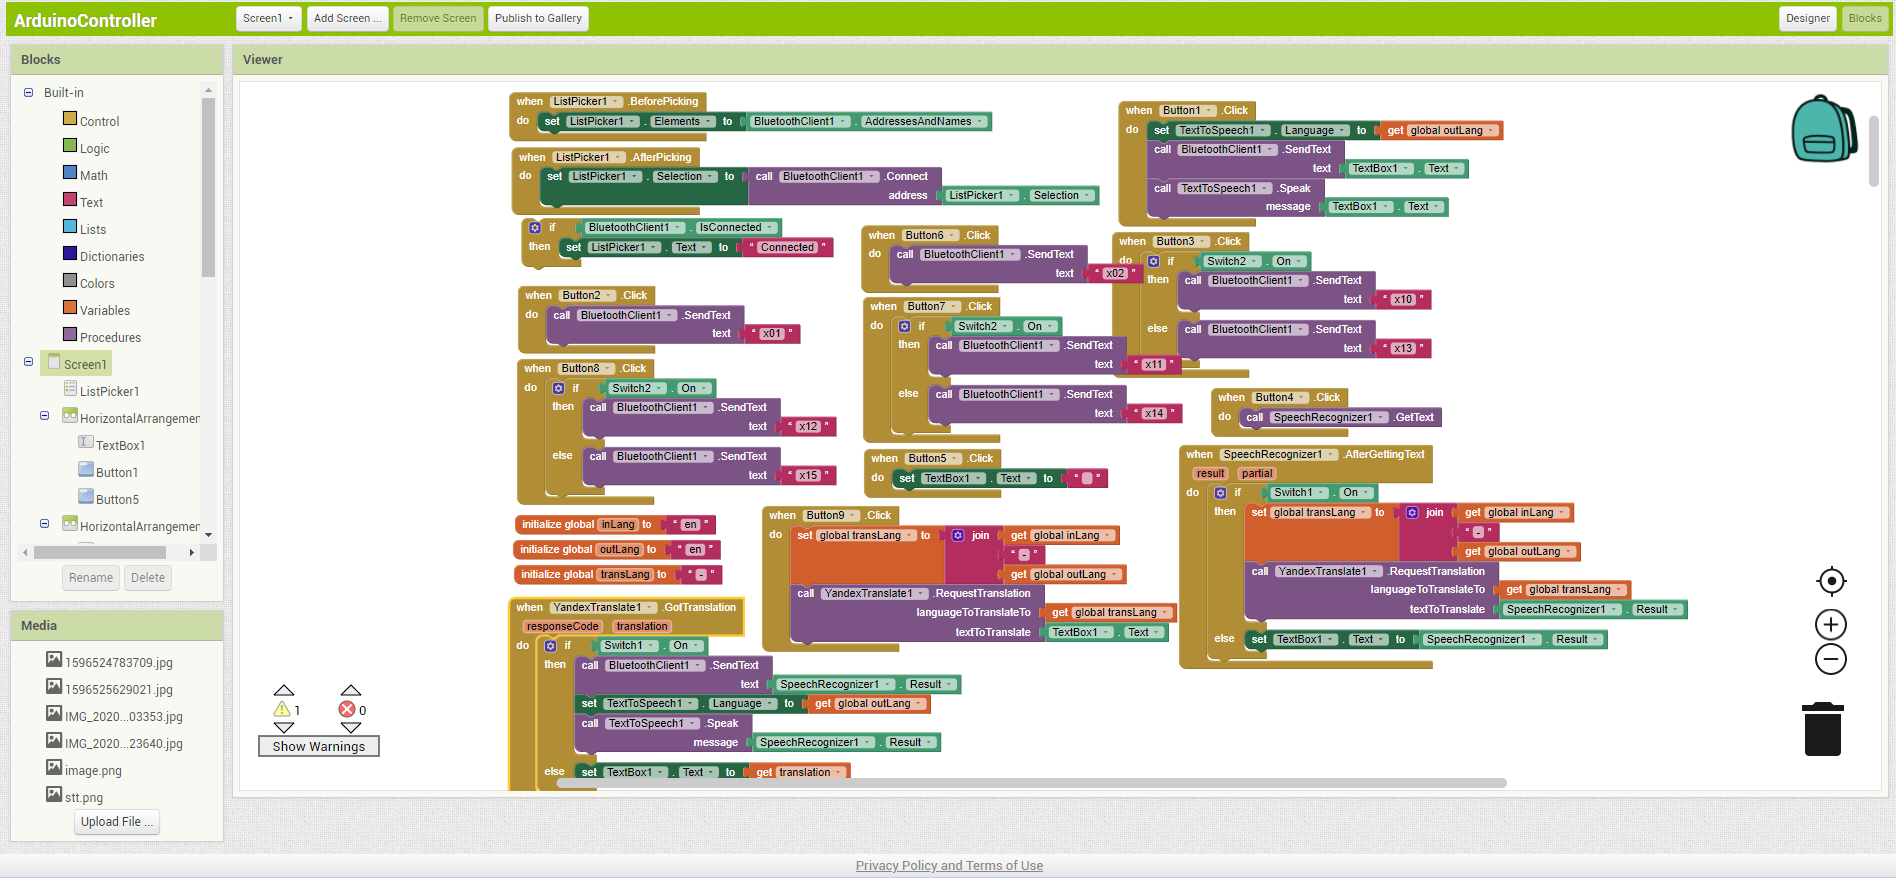 ArduinoController
Screen1
Add Screen ...
Remove Screen
Publish to Gallery
Designer
Blocks
Blocks
Built-in
Control
Logic
Math
Text
Lists
Dictionaries
Colors
Variables
Procedures
Screen1
ListPicker1
HorizontalArrangemen
TextBox1
Button1
Button5
HorizontalArrangemen
Rename
Delete
Media
1596524783709.jpg
1596525629021.jpg
IMG_2020...03353.jpg
IMG_2020...23640.jpg
image.png
stt.png
Upload File ...
Viewer
when ListPicker1 .BeforePicking
do set ListPicker1 . Elements to BluetoothClient1 . AddressesAndNames
when ListPicker1 .AfterPicking
do set ListPicker1 . Selection to call BluetoothClient1 .Connect
address ListPicker1 . Selection
if BluetoothClient1 . IsConnected
then set ListPicker1 . Text to “ Connected ”
when Button2 .Click
do call BluetoothClient1 .SendText
text “ x01 ”
when Button8 .Click
do if Switch2 . On
then call BluetoothClient1 .SendText
text “ x12 ”
else call BluetoothClient1 .SendText
text “ x15 ”
initialize global inLang to “ en ”
initialize global outLang to “ en ”
initialize global transLang to “ - ”
when YandexTranslate1 .GotTranslation
responseCode translation
do if Switch1 . On
then call BluetoothClient1 .SendText
text SpeechRecognizer1 . Result
set TextToSpeech1 . Language to get global outLang
call TextToSpeech1 .Speak
message SpeechRecognizer1 . Result
else set TextBox1 . Text to get translation
when Button6 .Click
do call BluetoothClient1 .SendText
text “ x02 ”
when Button7 .Click
do if Switch2 . On
then call BluetoothClient1 .SendText
text “ x11 ”
else call BluetoothClient1 .SendText
text “ x14 ”
when Button5 .Click
do set TextBox1 . Text to “ ”
when Button9 .Click
do set global transLang to join get global inLang
“ - ”
get global outLang
call YandexTranslate1 .RequestTranslation
languageToTranslateTo get global transLang
textToTranslate TextBox1 . Text
when Button1 .Click
do set TextToSpeech1 . Language to get global outLang
call BluetoothClient1 .SendText
text TextBox1 . Text
call TextToSpeech1 .Speak
message TextBox1 . Text
when Button3 .Click
do if Switch2 . On
then call BluetoothClient1 .SendText
text “ x10 ”
else call BluetoothClient1 .SendText
text “ x13 ”
when Button4 .Click
do call SpeechRecognizer1 .GetText
when SpeechRecognizer1 .AfterGettingText
result partial
do if Switch1 . On
then set global transLang to join get global inLang
“ - ”
get global outLang
call YandexTranslate1 .RequestTranslation
languageToTranslateTo get global transLang
textToTranslate SpeechRecognizer1 . Result
else set TextBox1 . Text to SpeechRecognizer1 . Result
1
0
Show Warnings
Privacy Policy and Terms of Use